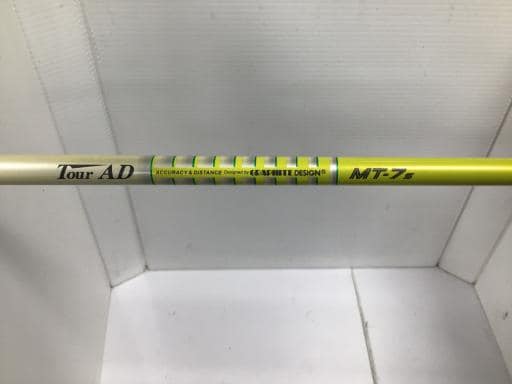 Tour AD ACCURACY & DISTANCE Designed by GRAPHITE DESIGN® MT-7s